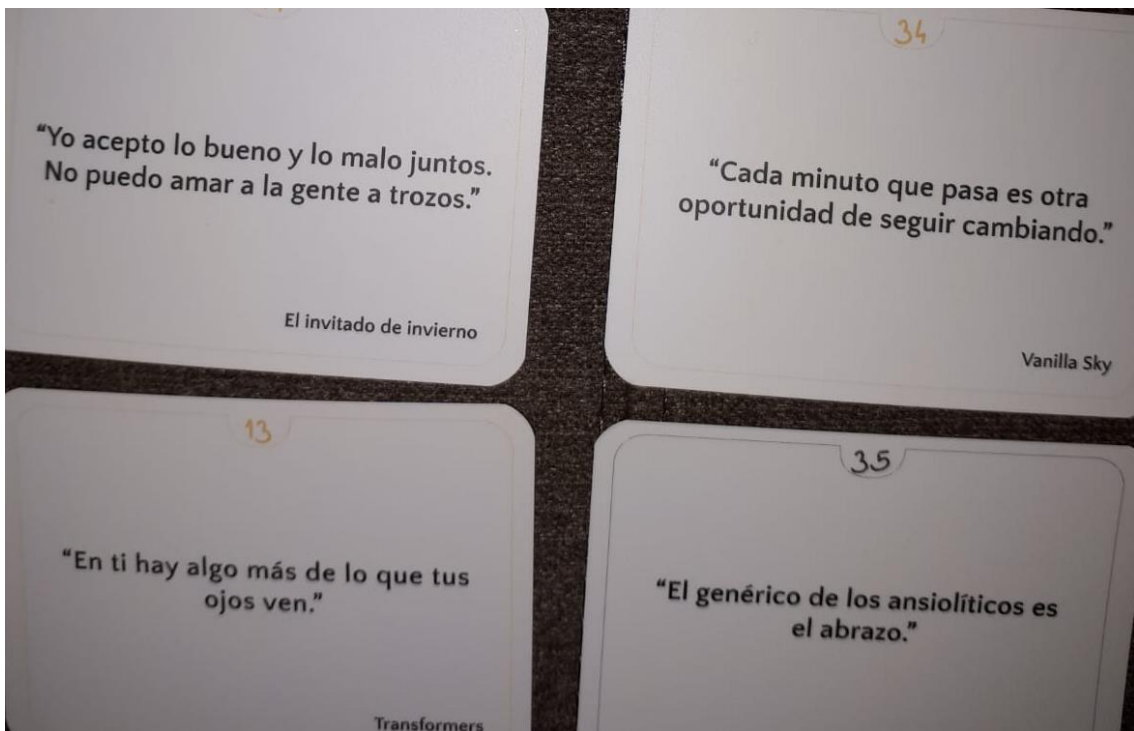 “Yo acepto lo bueno y lo malo juntos.
No puedo amar a la gente a trozos.”
El invitado de invierno
34
“Cada minuto que pasa es otra
oportunidad de seguir cambiando.”
Vanilla Sky
13
“En ti hay algo más de lo que tus
ojos ven.”
Transformers
35
“El genérico de los ansiolíticos es
el abrazo.”